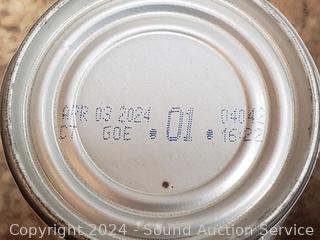 APR 03 2024 01 04042
CT GOE 16:22
Copyright 2024 - Sound Auction Service